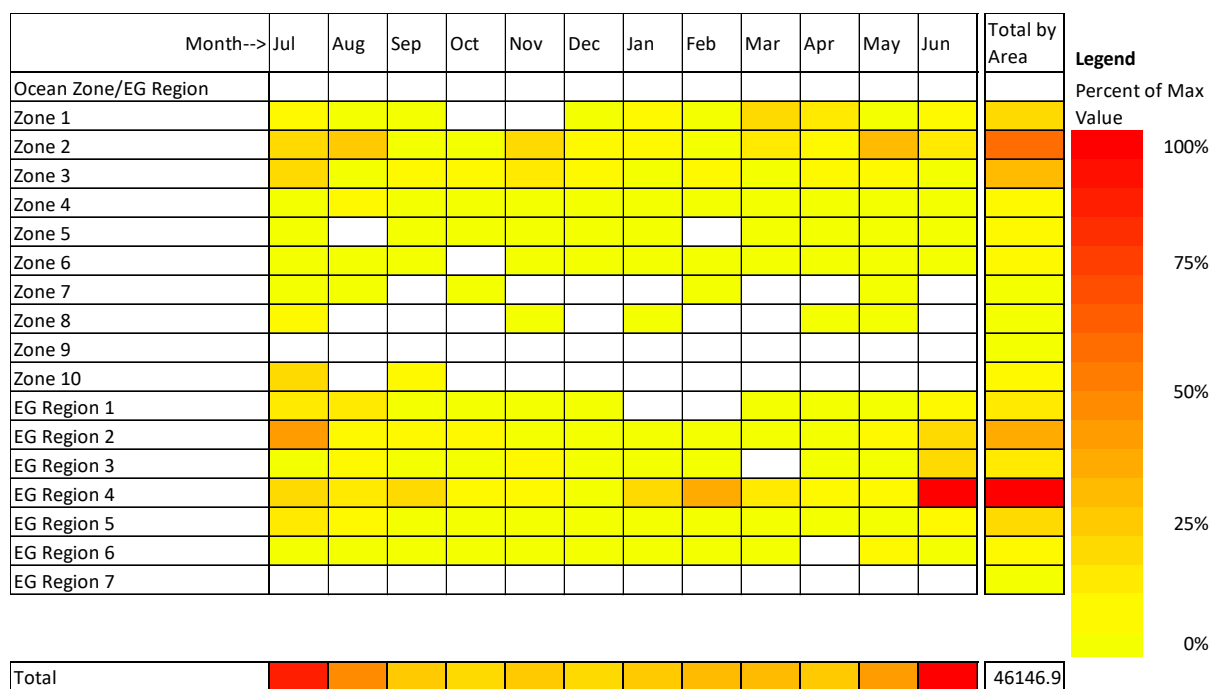 Month--> Jul Aug Sep Oct Nov Dec Jan Feb Mar Apr May Jun Total by Area
Ocean Zone/EG Region
Zone 1
Zone 2
Zone 3
Zone 4
Zone 5
Zone 6
Zone 7
Zone 8
Zone 9
Zone 10
EG Region 1
EG Region 2
EG Region 3
EG Region 4
EG Region 5
EG Region 6
EG Region 7
Total 46146.9
Legend
Percent of Max
Value
100%
75%
50%
25%
0%